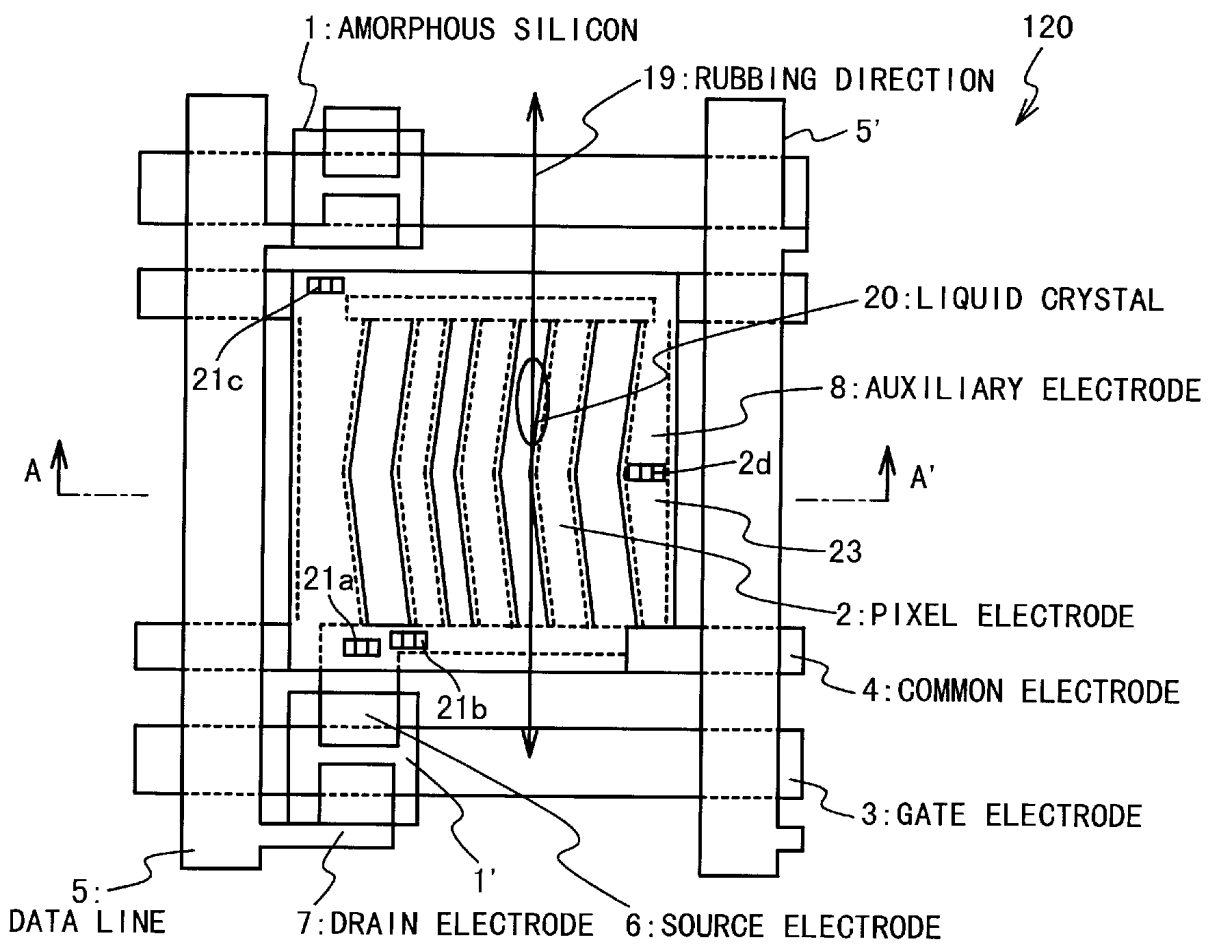 1:AMORPHOUS SILICON
120
19:RUBBING DIRECTION
5'
20:LIQUID CRYSTAL
21c
8:AUXILIARY ELECTRODE
A
2d
A'
23
21a
2:PIXEL ELECTRODE
21b
4:COMMON ELECTRODE
3:GATE ELECTRODE
5:
DATA LINE
1'
7:DRAIN ELECTRODE
6:SOURCE ELECTRODE